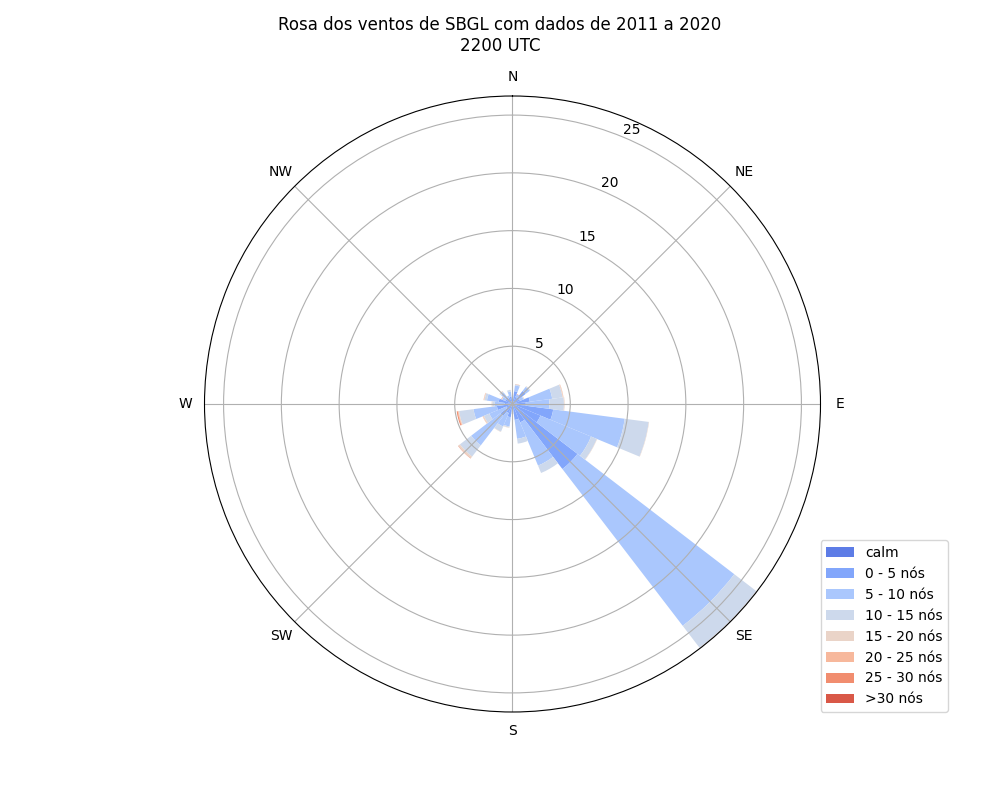 Rosa dos ventos de SBGL com dados de 2011 a 2020
2200 UTC
N
NW
NE
25
20
15
10
5
W
E
SW
SE
S
calm
0 - 5 nós
5 - 10 nós
10 - 15 nós
15 - 20 nós
20 - 25 nós
25 - 30 nós
>30 nós